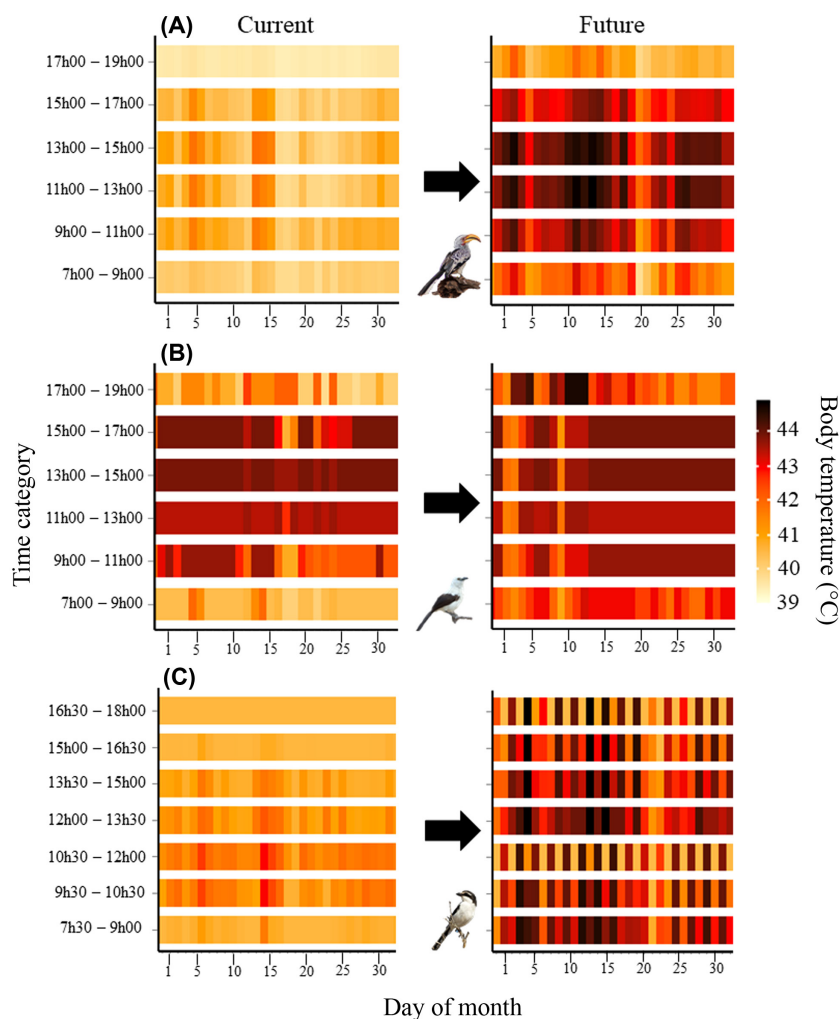 (A)
Current
Future
17h00 – 19h00
15h00 – 17h00
13h00 – 15h00
11h00 – 13h00
9h00 – 11h00
7h00 – 9h00
1 5 10 15 20 25 30
1 5 10 15 20 25 30
(B)
17h00 – 19h00
15h00 – 17h00
13h00 – 15h00
11h00 – 13h00
9h00 – 11h00
7h00 – 9h00
1 5 10 15 20 25 30
1 5 10 15 20 25 30
Time category
44
43
42
41
40
39
Body temperature (°C)
(C)
16h30 – 18h00
15h00 – 16h30
13h30 – 15h00
12h00 – 13h30
10h30 – 12h00
9h30 – 10h30
7h30 – 9h00
1 5 10 15 20 25 30
1 5 10 15 20 25 30
Day of month